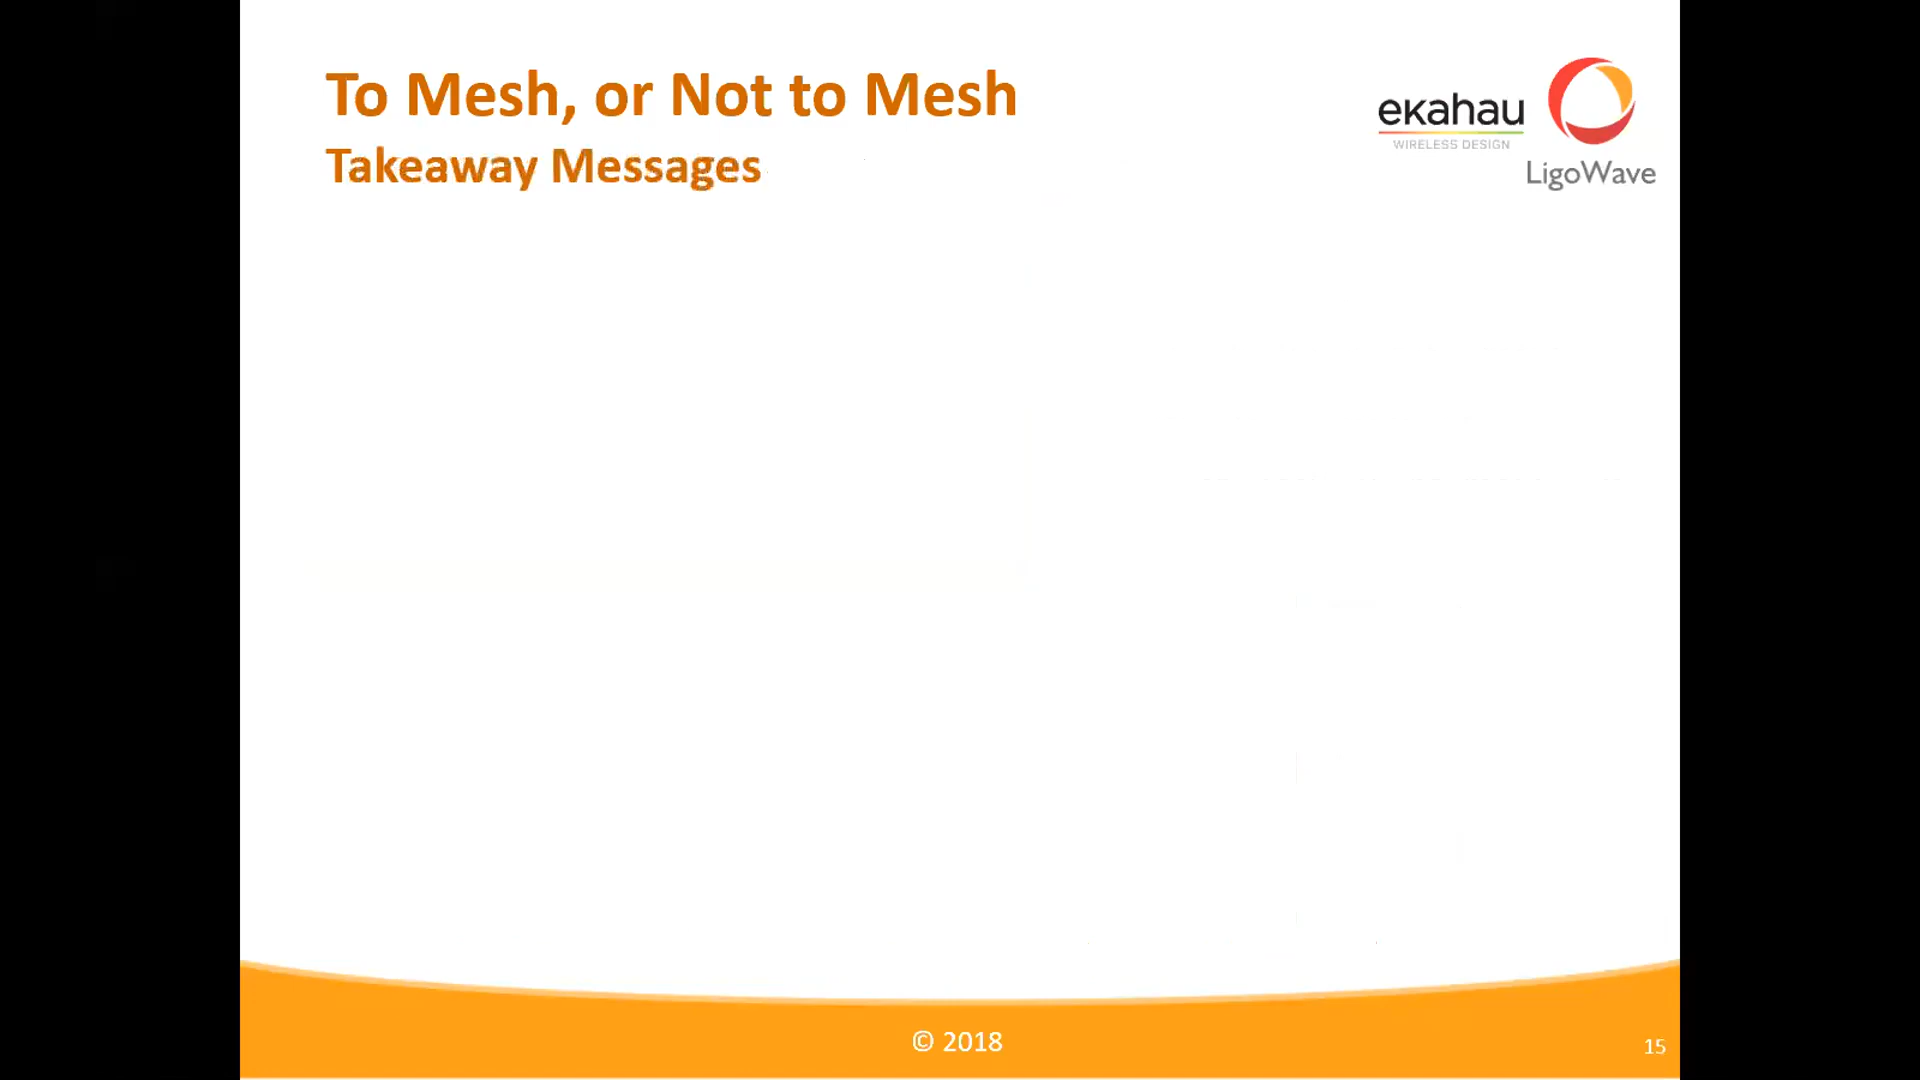 To Mesh, or Not to Mesh
Takeaway Messages
ekahau
WIRELESS DESIGN
LigoWave
© 2018
15